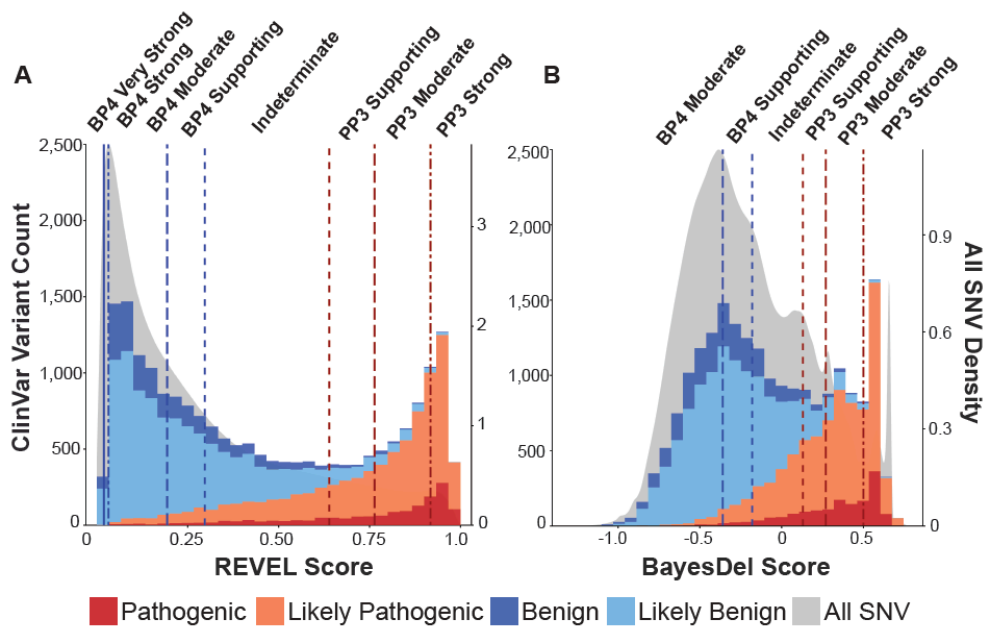 A
BP4 Very Strong
BP4 Strong
BP4 Moderate
BP4 Supporting
Indeterminate
PP3 Supporting
PP3 Moderate
PP3 Strong
2,500
2,000
1,500
1,000
500
0
ClinVar Variant Count
3
2
1
0
0
0.25
0.50
0.75
1.0
REVEL Score
B
BP4 Moderate
BP4 Supporting
Indeterminate
PP3 Supporting
PP3 Moderate
PP3 Strong
2,500
2,000
1,500
1,000
500
0
0.9
0.6
0.3
0
All SNV Density
-1.0
-0.5
0
0.5
BayesDel Score
Pathogenic Likely Pathogenic Benign Likely Benign All SNV